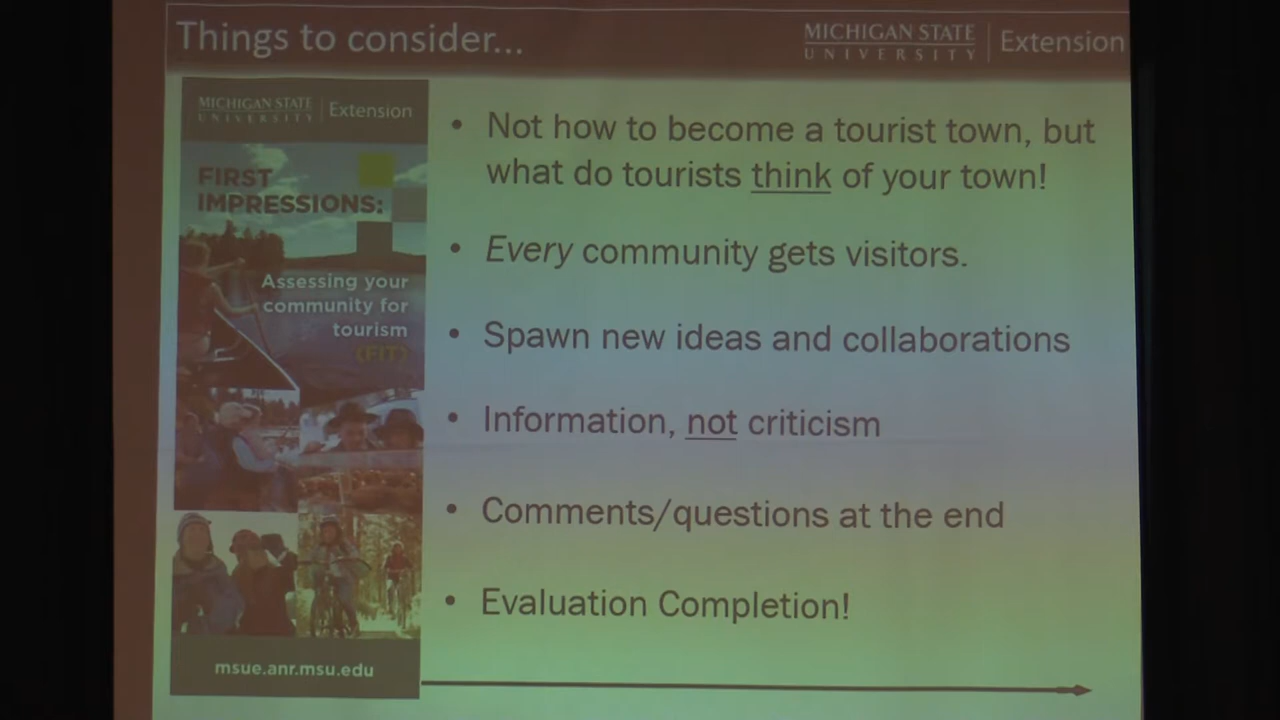 Things to consider...
MICHIGAN STATE
UNIVERSITY
Extension
MICHIGAN STATE
UNIVERSITY
Extension
FIRST
IMPRESSIONS:
Assessing your
community for
tourism
(FIT)
msue.anr.msu.edu
• Not how to become a tourist town, but
what do tourists think of your town!
• Every community gets visitors.
• Spawn new ideas and collaborations
• Information, not criticism
• Comments/questions at the end
• Evaluation Completion!